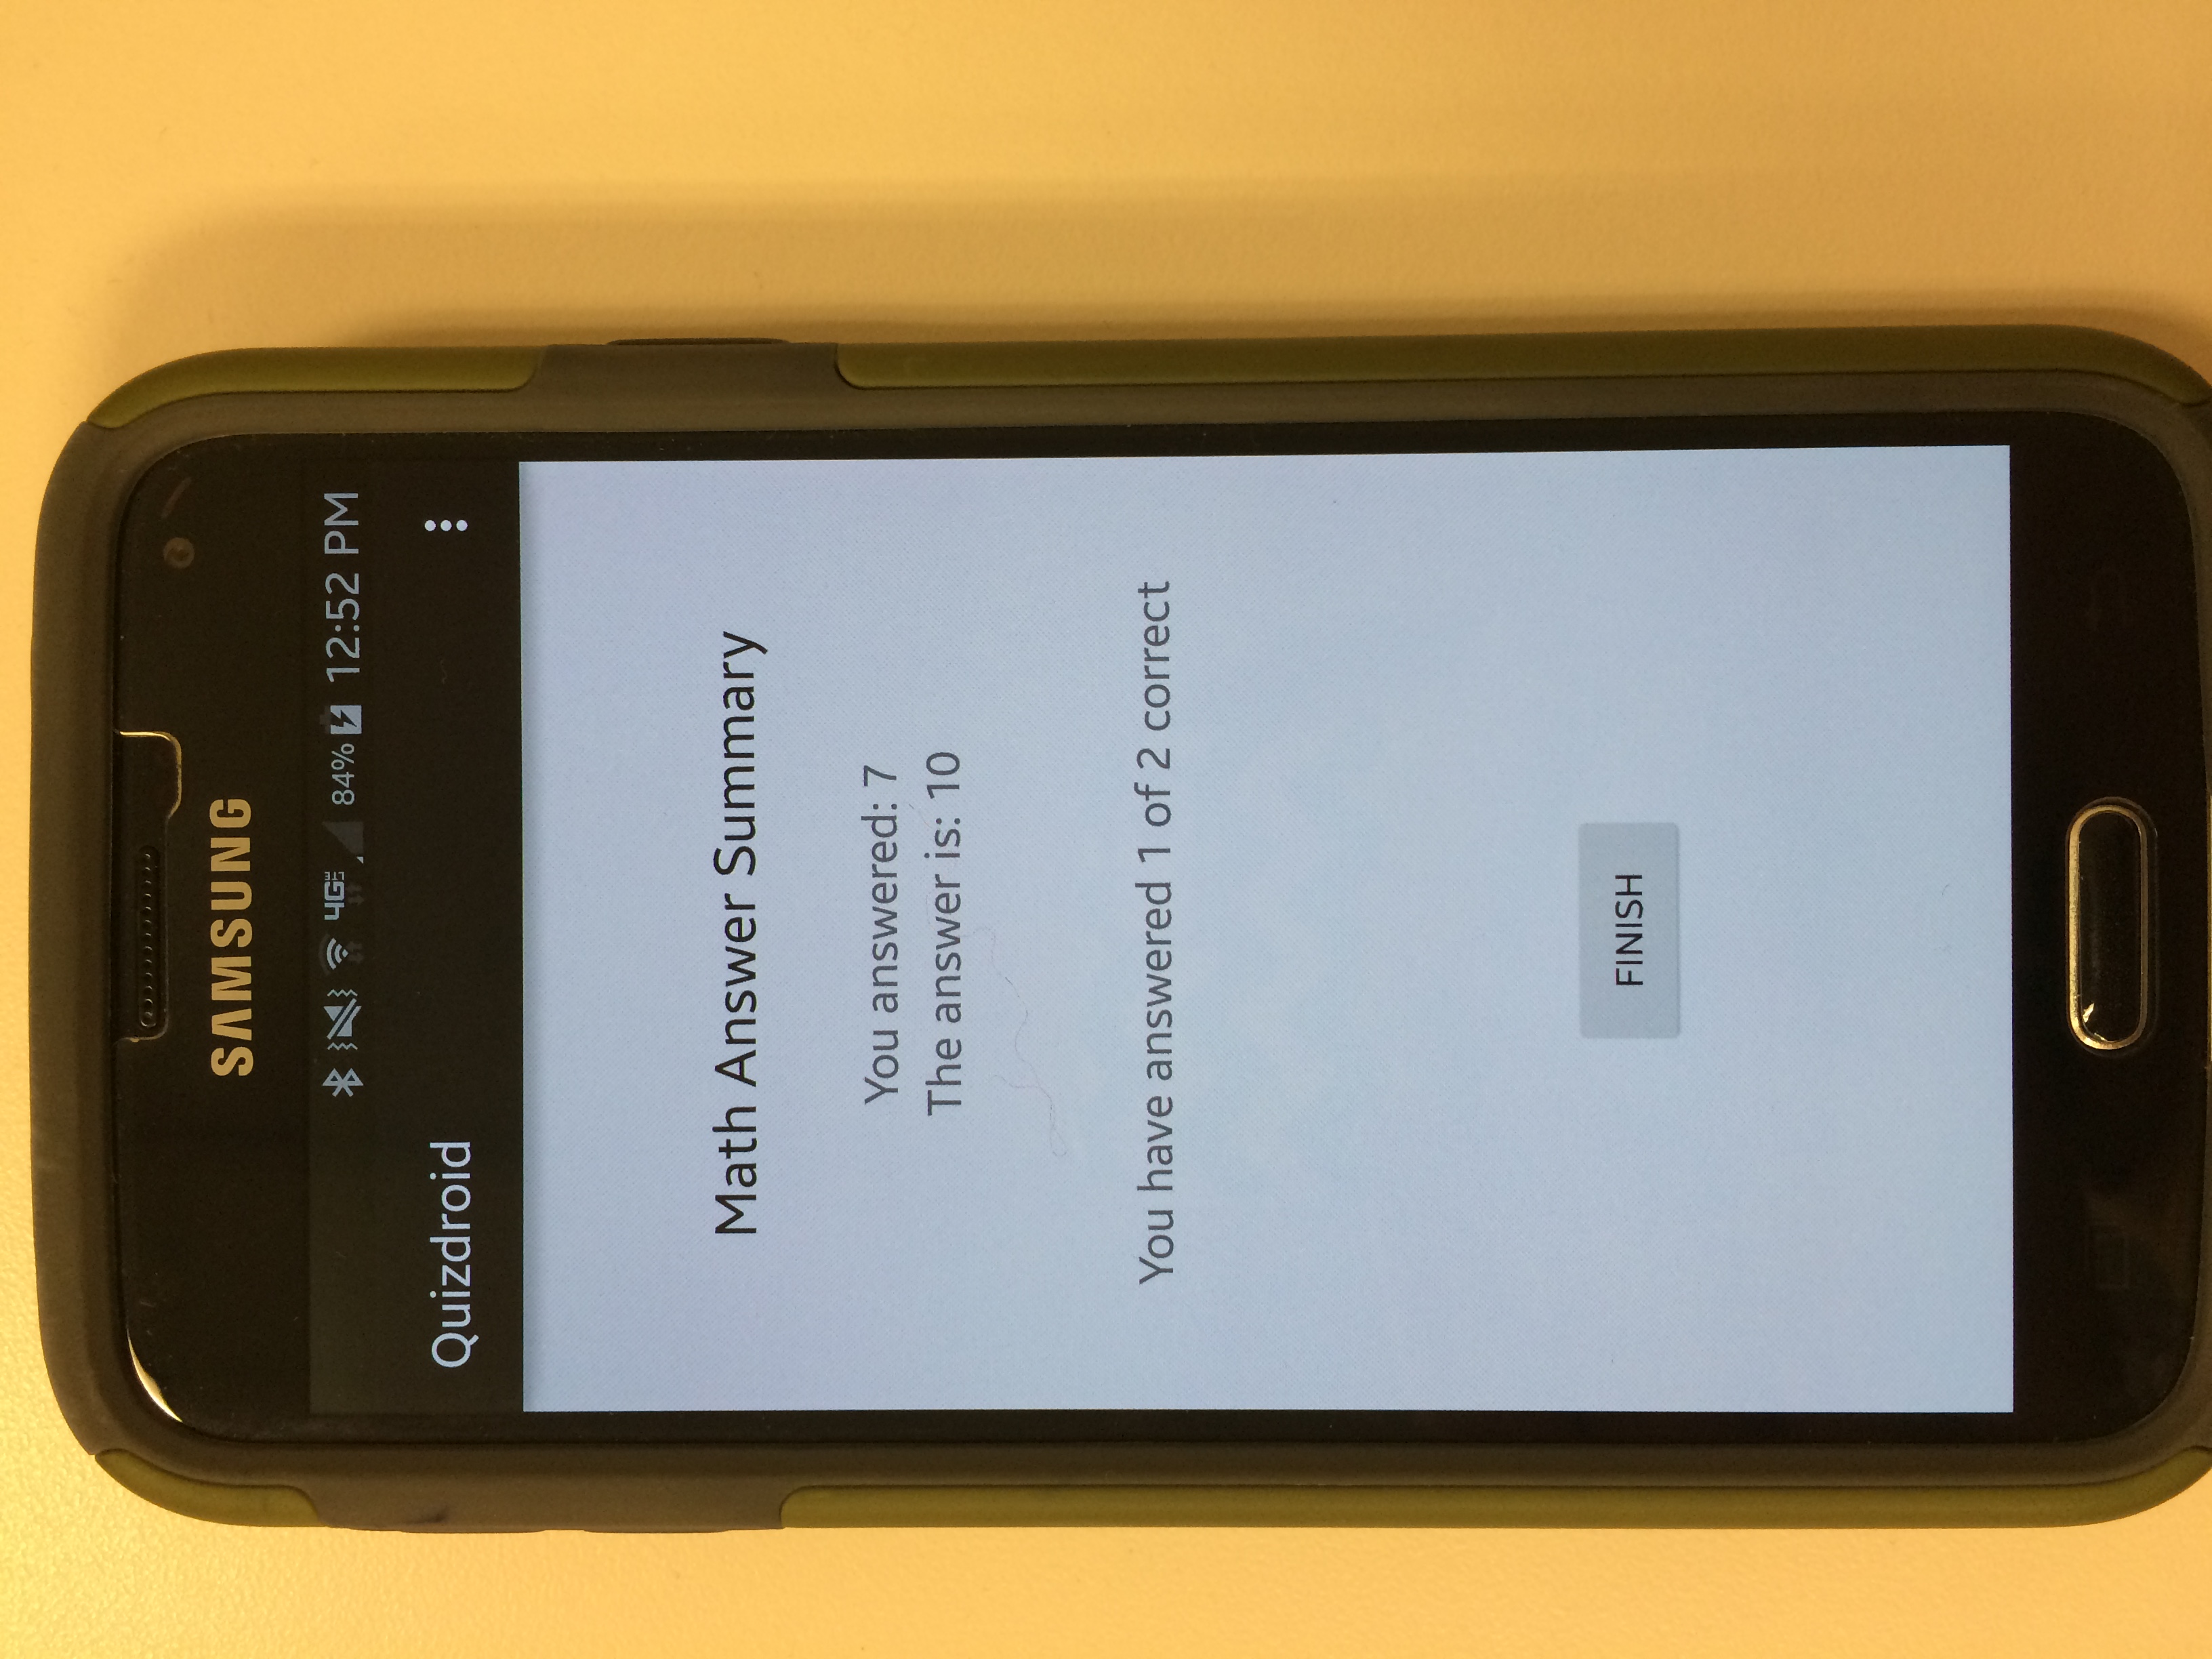 SAMSUNG
4G LTE 84% 12:52 PM
Quizdroid
Math Answer Summary
You answered: 7
The answer is: 10
You have answered 1 of 2 correct
FINISH